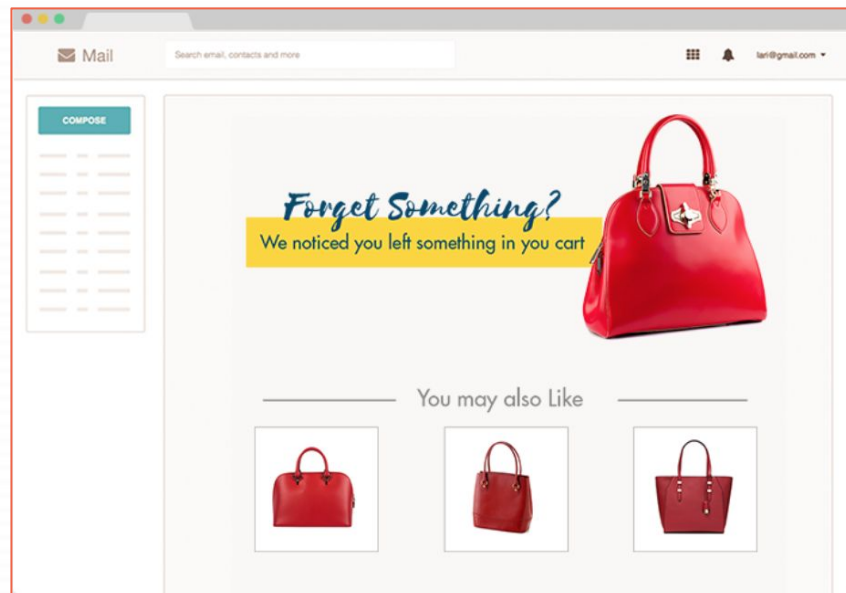 Mail
Search email, contacts and more
lari@gmail.com
COMPOSE
Forget Something?
We noticed you left something in you cart
You may also Like